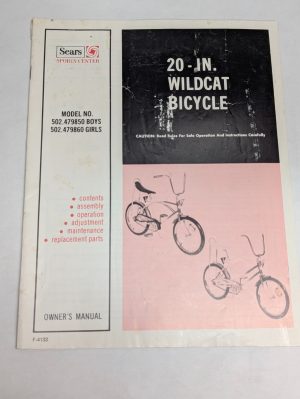 Sears
SPORTS CENTER
MODEL NO.
502.479850 BOYS
502.479860 GIRLS
• contents
• assembly
• operation
• adjustment
• maintenance
• replacement parts
OWNER'S MANUAL
F-4133
20-IN.
WILDCAT
BICYCLE
CAUTION: Read Rules For Safe Operation And Instructions Carefully